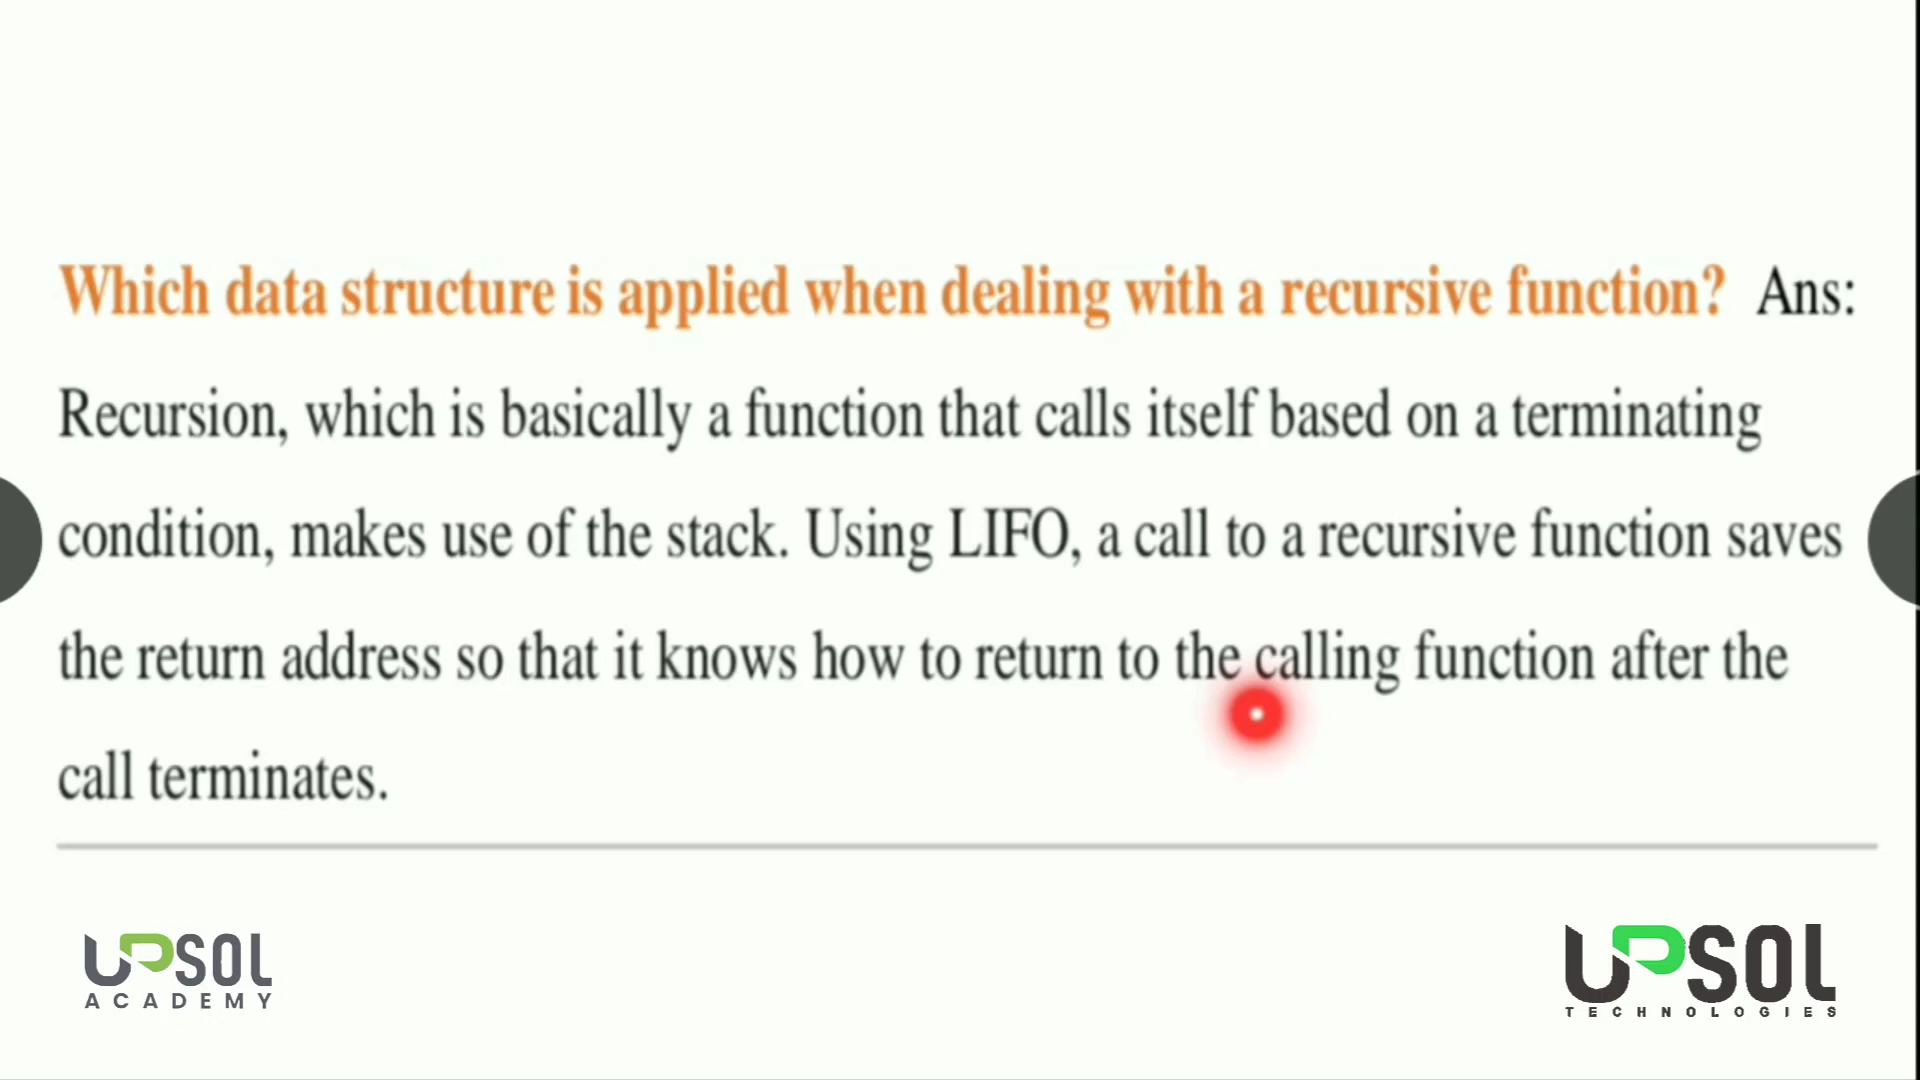 Which data structure is applied when dealing with a recursive function? Ans:
Recursion, which is basically a function that calls itself based on a terminating
condition, makes use of the stack. Using LIFO, a call to a recursive function saves
the return address so that it knows how to return to the calling function after the
call terminates.
UPSOL
ACADEMY
UPSOL
TECHNOLOGIES